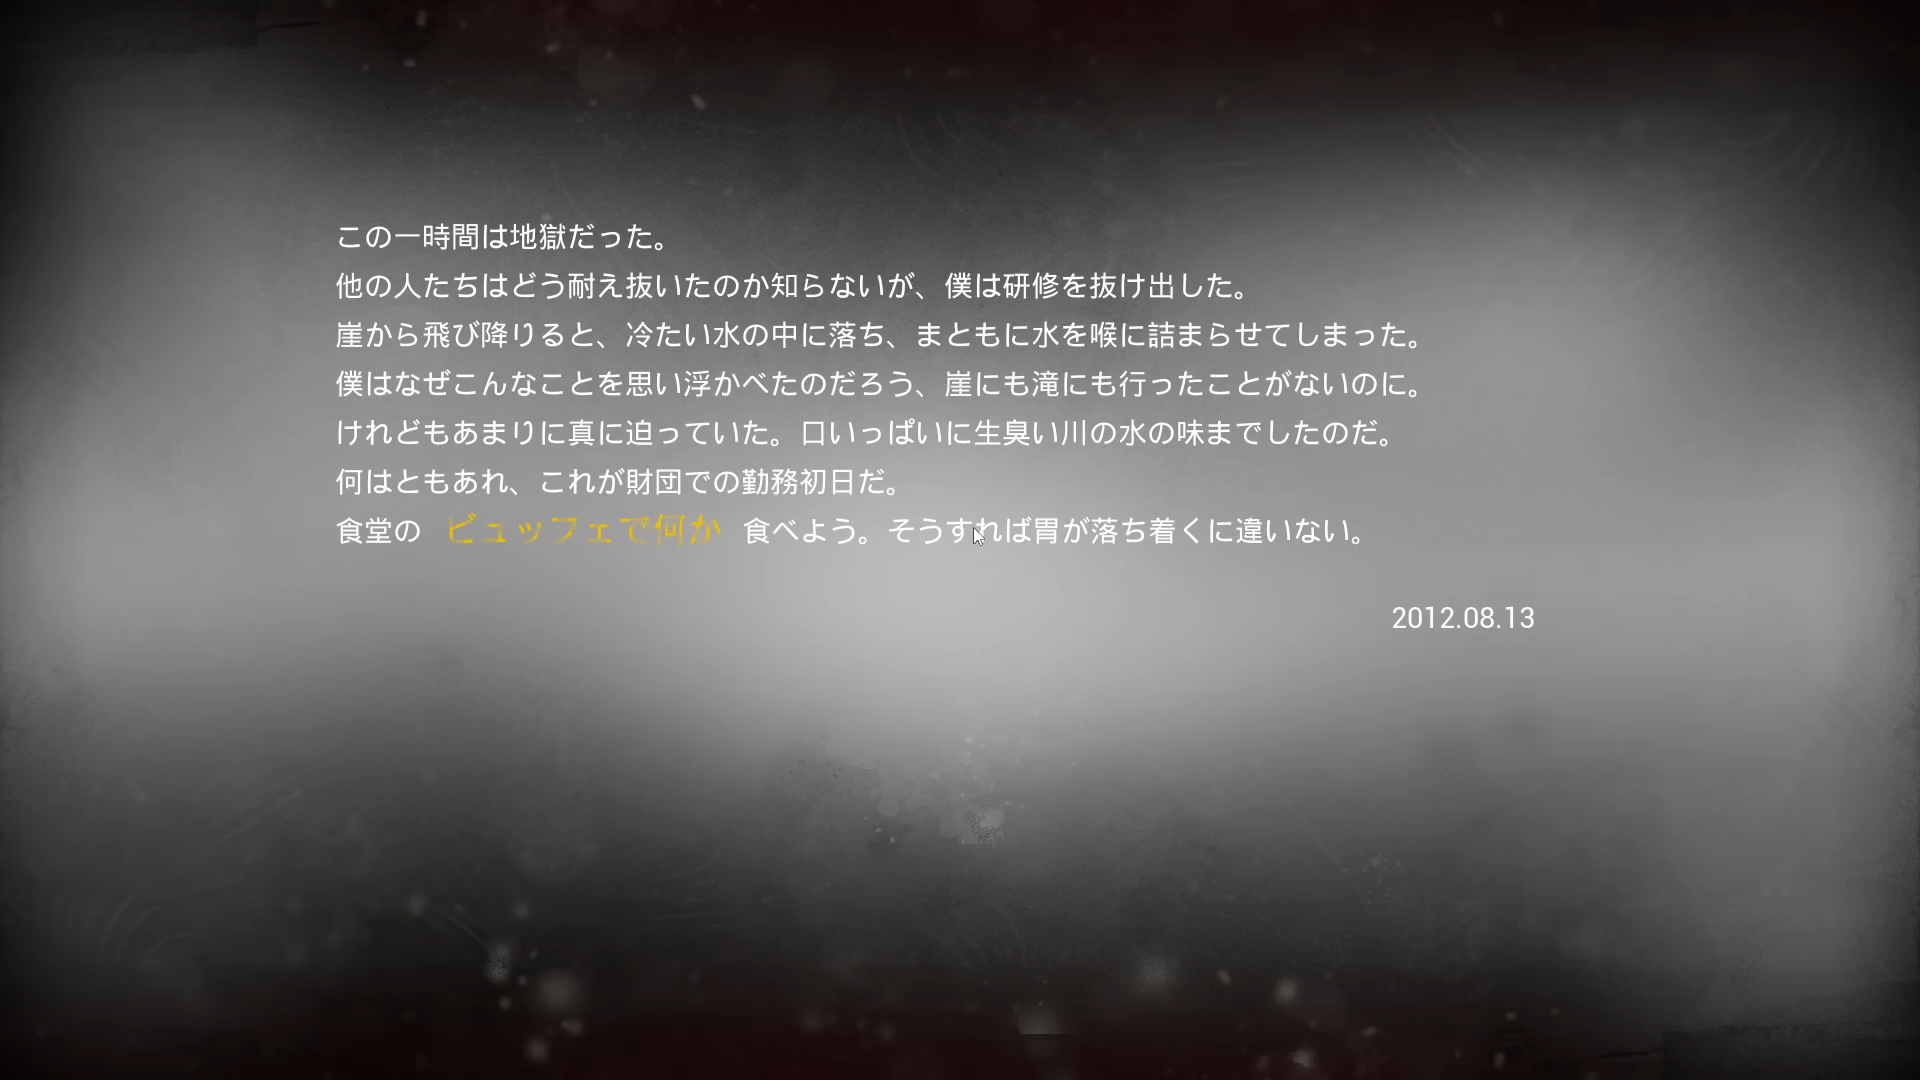 この一時間は地獄だった。
他の人たちはどう耐え抜いたのか知らないが、僕は研修を抜け出した。
崖から飛び降りると、冷たい水の中に落ち、まともに水を喉に詰まらせてしまった。
僕はなぜこんなことを思い浮かべたのだろう、崖にも滝にも行ったことがないのに。
けれどもあまりに真に迫っていた。口いっぱいに生臭い川の水の味までしたのだ。
何はともあれ、これが財団での勤務初日だ。
食堂の ビュッフェで何か 食べよう。そうすれば胃が落ち着くに違いない。
2012.08.13